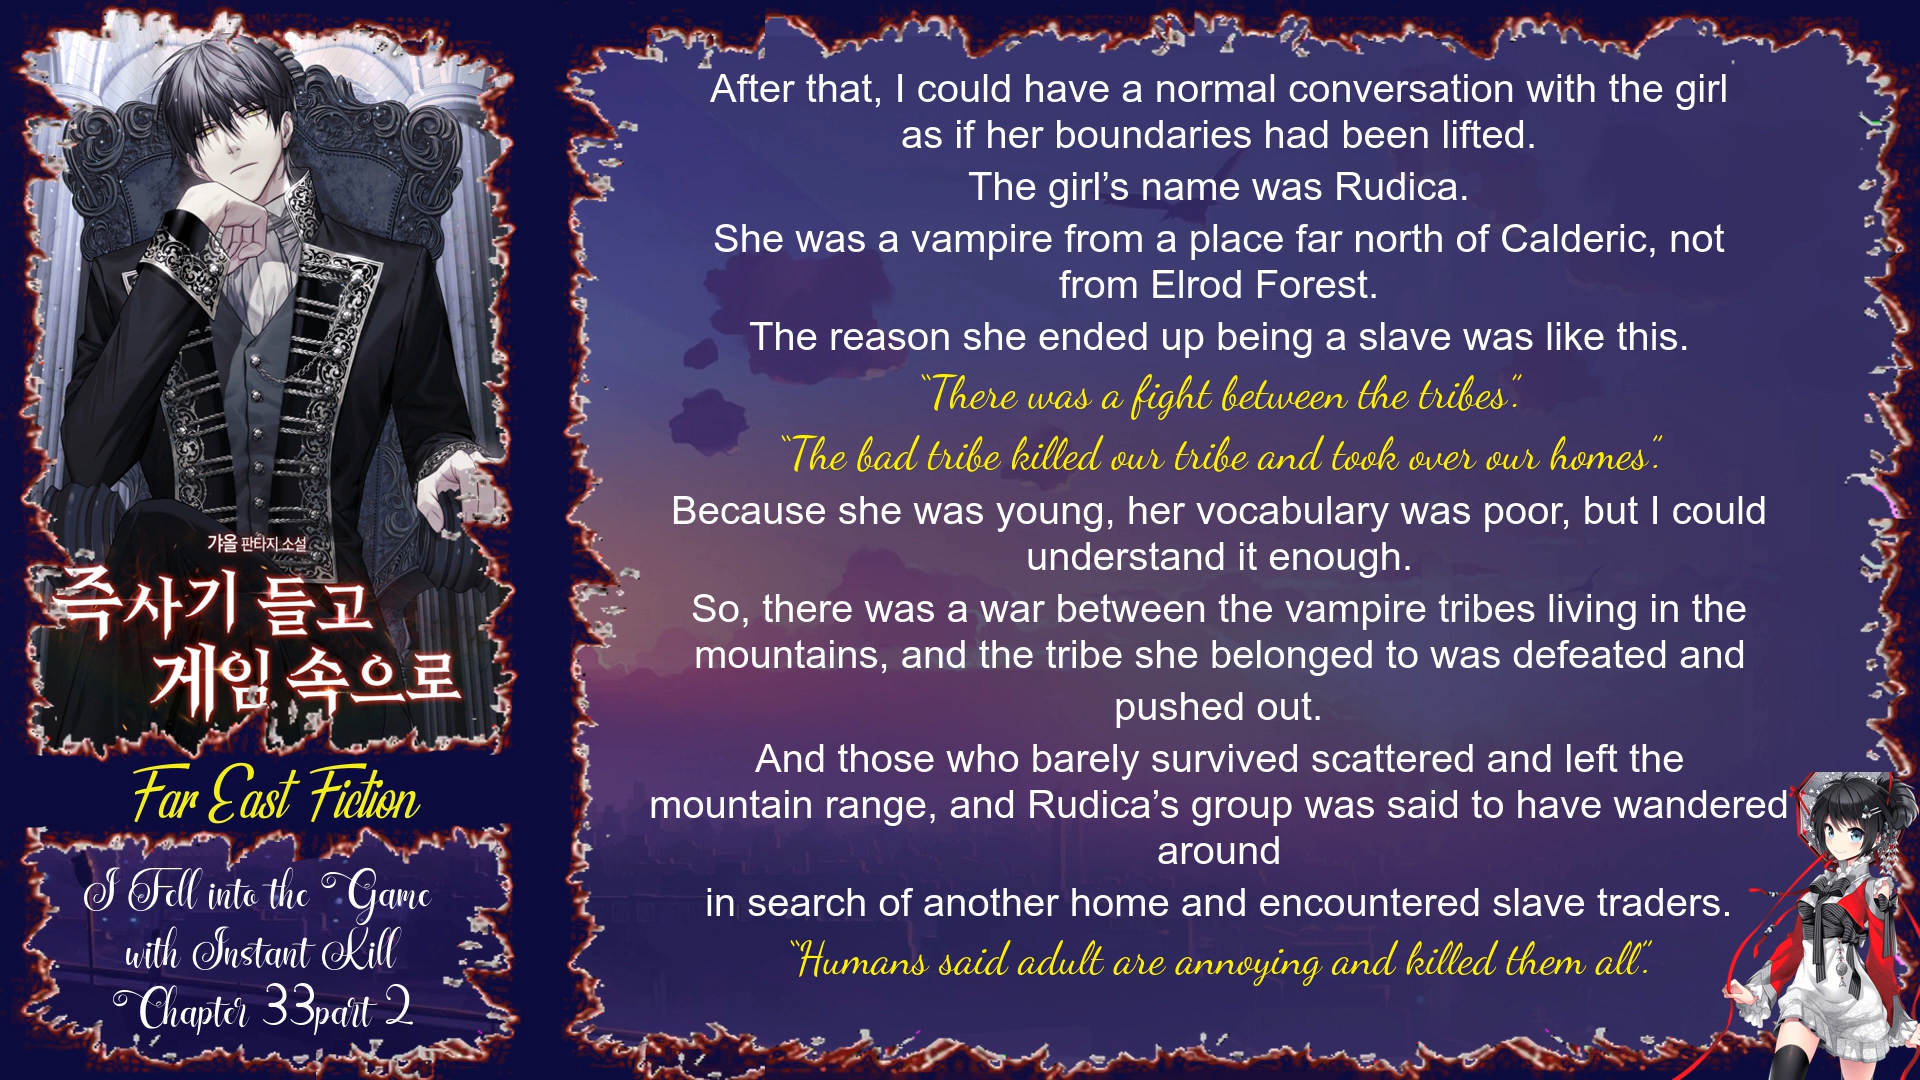 갸올 판타지 소설
즉사기 들고
게임 속으로
Far East Fiction
I Fell into the Game
with Instant Kill
Chapter 33part 2
After that, I could have a normal conversation with the girl
as if her boundaries had been lifted.
The girl’s name was Rudica.
She was a vampire from a place far north of Calderic, not
from Elrod Forest.
The reason she ended up being a slave was like this.
“There was a fight between the tribes”.
“The bad tribe killed our tribe and took over our homes”.
Because she was young, her vocabulary was poor, but I could
understand it enough.
So, there was a war between the vampire tribes living in the
mountains, and the tribe she belonged to was defeated and
pushed out.
And those who barely survived scattered and left the
mountain range, and Rudica’s group was said to have wandered
around
in search of another home and encountered slave traders.
“Humans said adult are annoying and killed them all”.